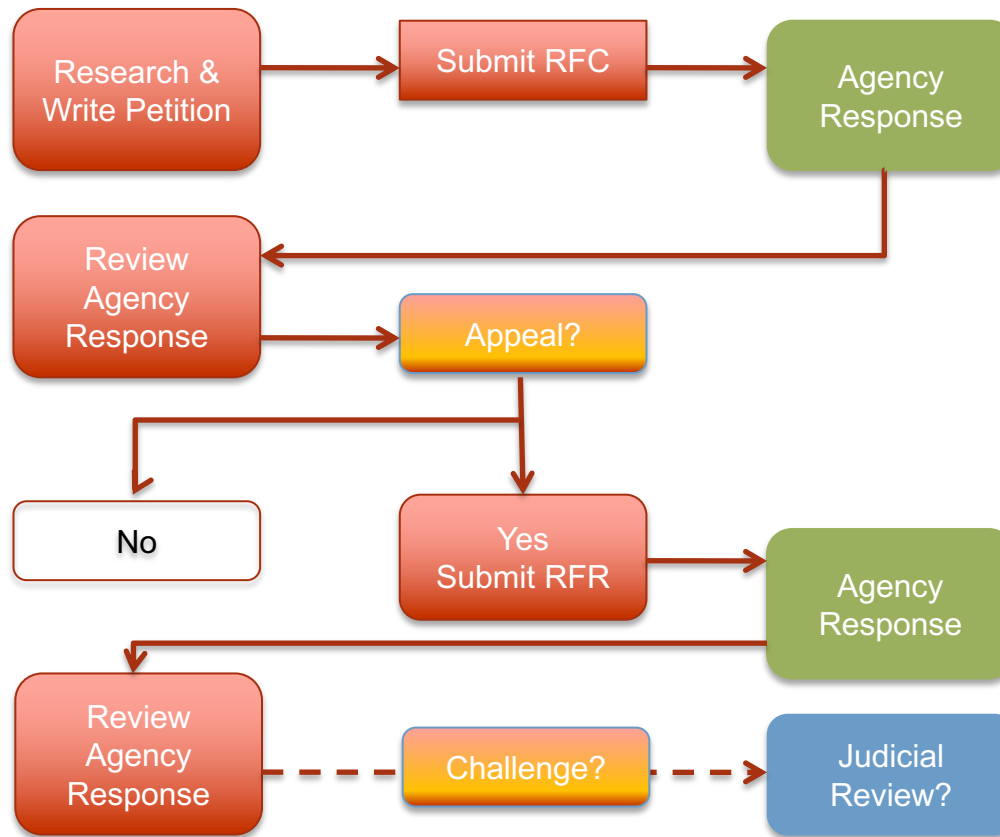 Research &
Write Petition
Submit RFC
Agency
Response
Review
Agency
Response
Appeal?
No
Yes
Submit RFR
Agency
Response
Review
Agency
Response
Challenge?
Judicial
Review?